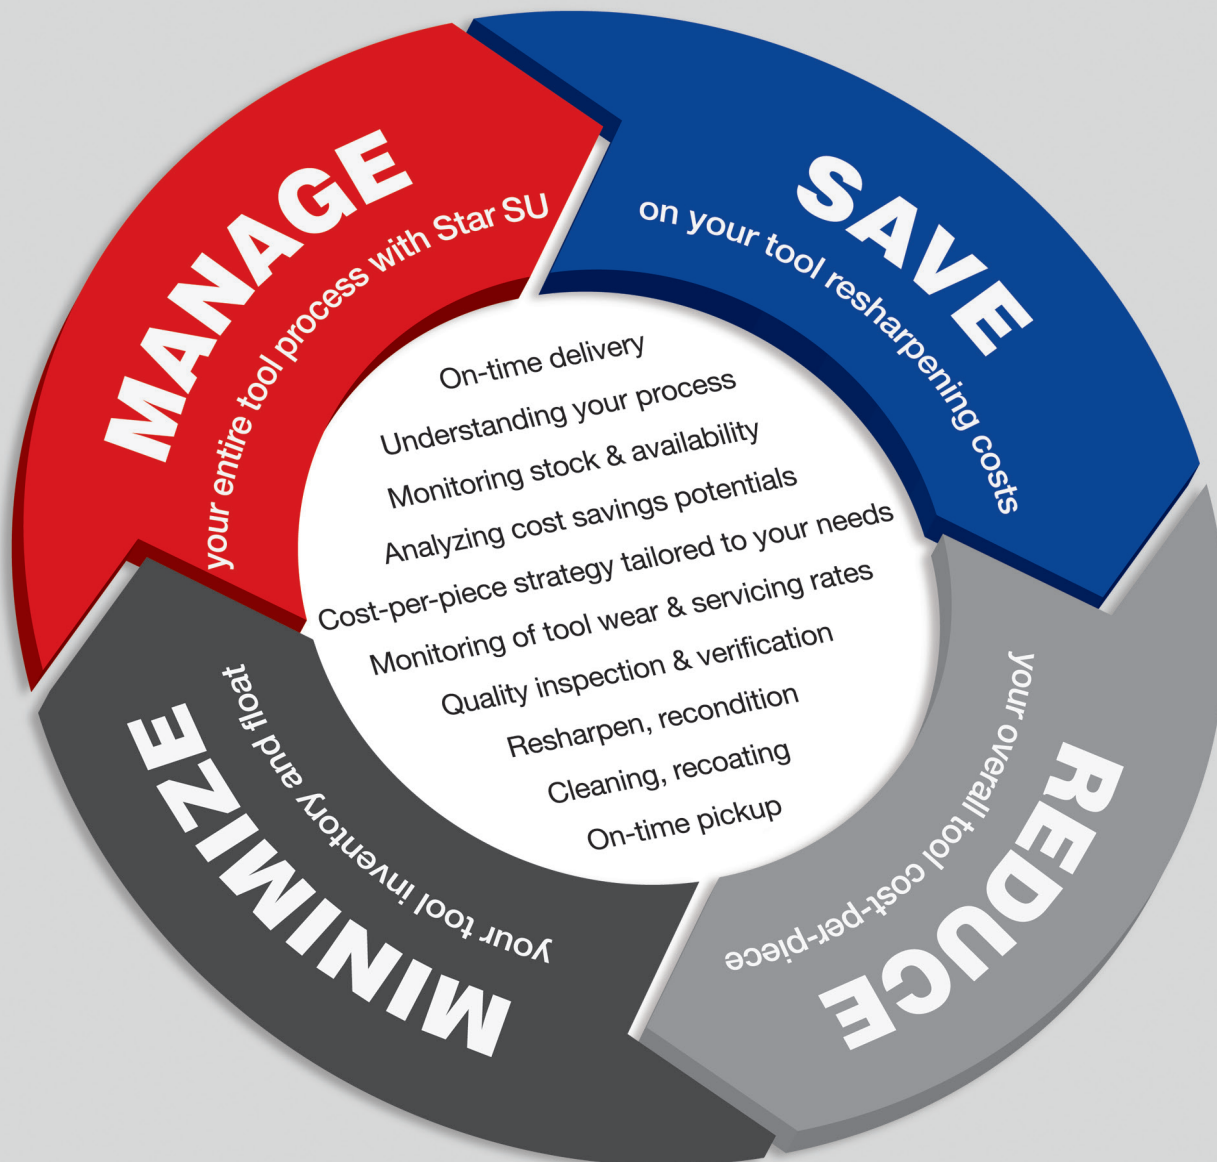 MANAGE
your entire tool process with Star SU
SAVE
on your tool resharpening costs
REDUCE
your overall tool cost-per-piece
MINIMIZE
your tool inventory and float
On-time delivery
Understanding your process
Monitoring stock & availability
Analyzing cost savings potentials
Cost-per-piece strategy tailored to your needs
Monitoring of tool wear & servicing rates
Quality inspection & verification
Resharpen, recondition
Cleaning, recoating
On-time pickup